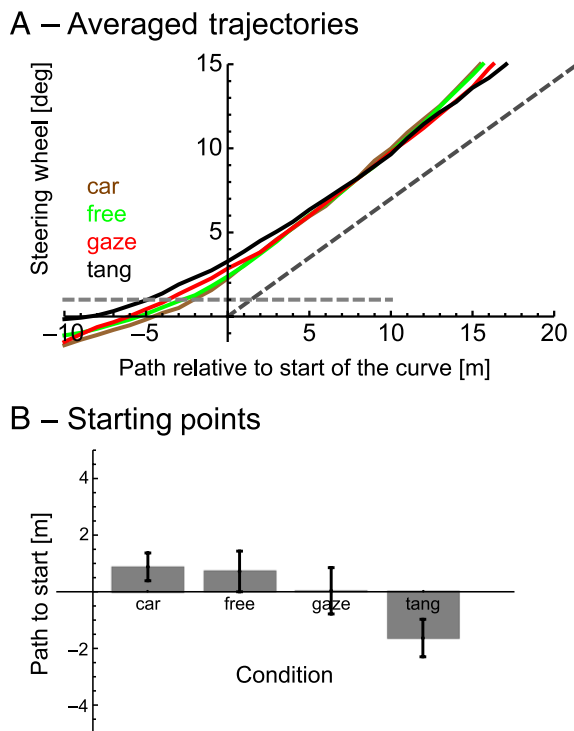 A – Averaged trajectories
Steering wheel [deg]
15
10
5
car
free
gaze
tang
−10 −5 0 5 10 15 20
Path relative to start of the curve [m]
B – Starting points
Path to start [m]
4
2
car free gaze tang
−2
Condition
−4